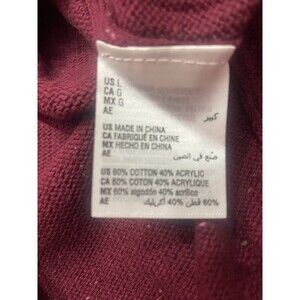 US L
CA G
MX G
AE كبير
US MADE IN CHINA
CA FABRIQUÉ EN CHINE
MX HECHO EN CHINA
AE صنع في الصين
US 60% COTTON 40% ACRYLIC
CA 60% COTON 40% ACRYLIQUE
MX 60% algodón 40% acrílico
AE 60% قطن 40% أكريليك